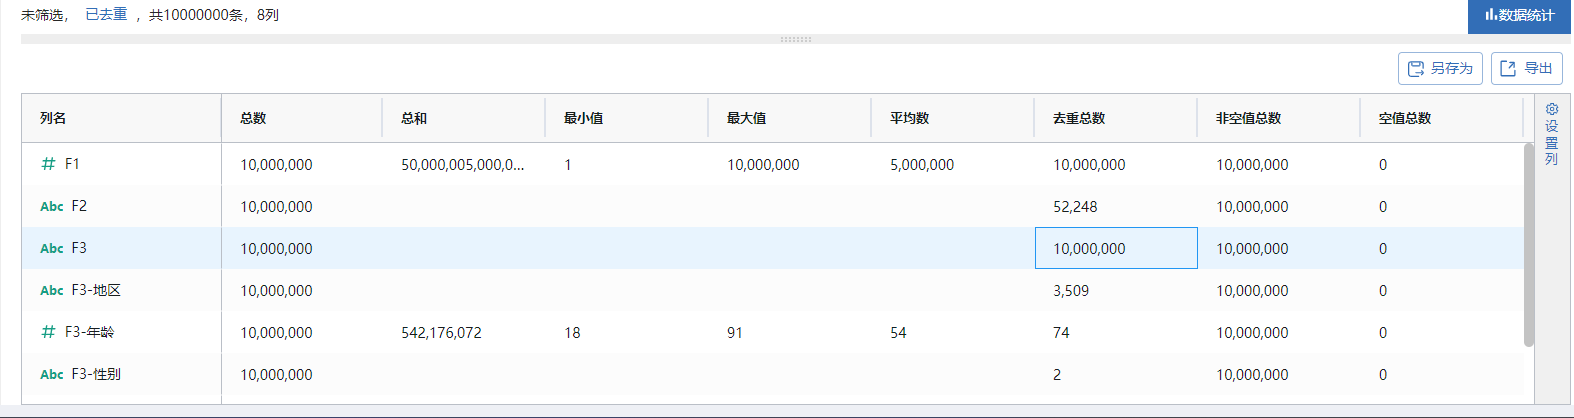 未筛选， 已去重 ，共10000000条，8列
数据统计
另存为 导出
列名 总数 总和 最小值 最大值 平均数 去重总数 非空值总数 空值总数
设置列
# F1 10,000,000 50,000,005,000,0... 1 10,000,000 5,000,000 10,000,000 10,000,000 0
Abc F2 10,000,000 52,248 10,000,000 0
Abc F3 10,000,000 10,000,000 10,000,000 0
Abc F3-地区 10,000,000 3,509 10,000,000 0
# F3-年龄 10,000,000 542,176,072 18 91 54 74 10,000,000 0
Abc F3-性别 10,000,000 2 10,000,000 0